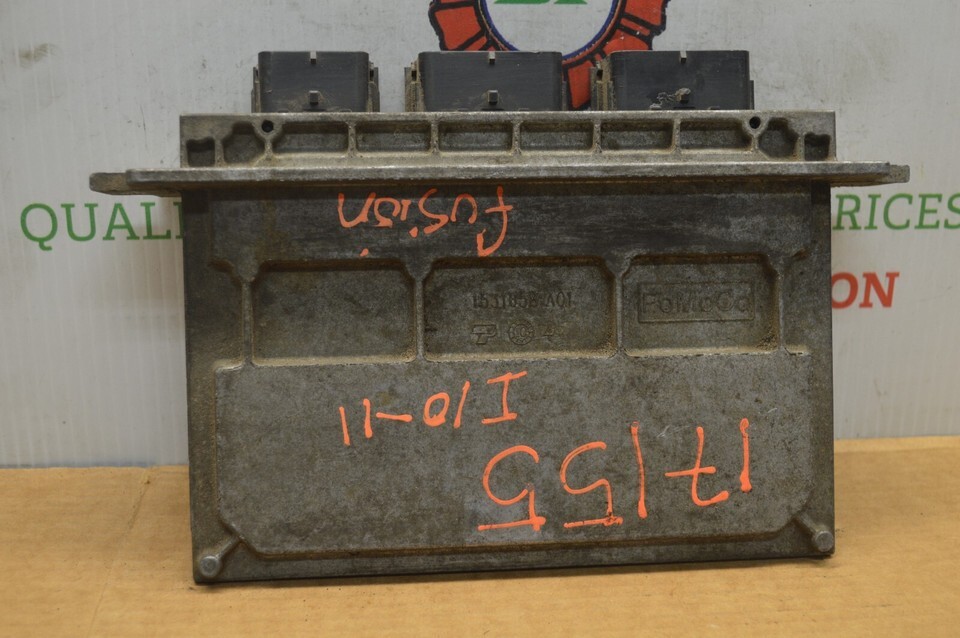 QUALI
RICES
ON
FoMoCo
17155
I 10-11
fusion